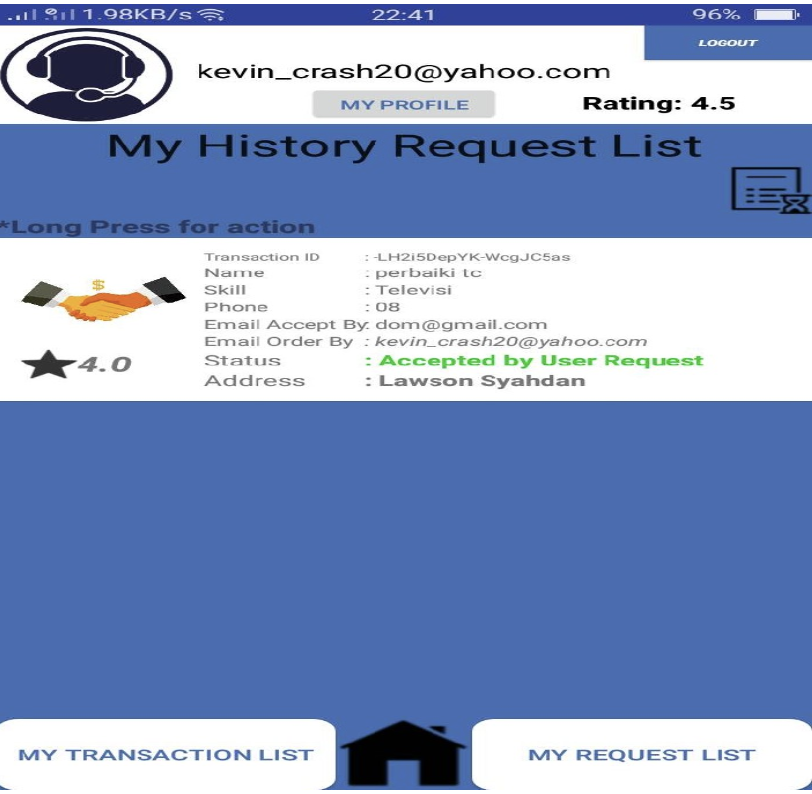 1.98KB/s 22:41 96%
LOGOUT
kevin_crash20@yahoo.com
MY PROFILE Rating: 4.5
My History Request List
*Long Press for action
Transaction ID : -LH2i5DepYK-WcgJC5as
Name : perbaiki tc
Skill : Televisi
Phone : 08
Email Accept By: dom@gmail.com
Email Order By : kevin_crash20@yahoo.com
4.0 Status : Accepted by User Request
Address : Lawson Syahdan
MY TRANSACTION LIST MY REQUEST LIST